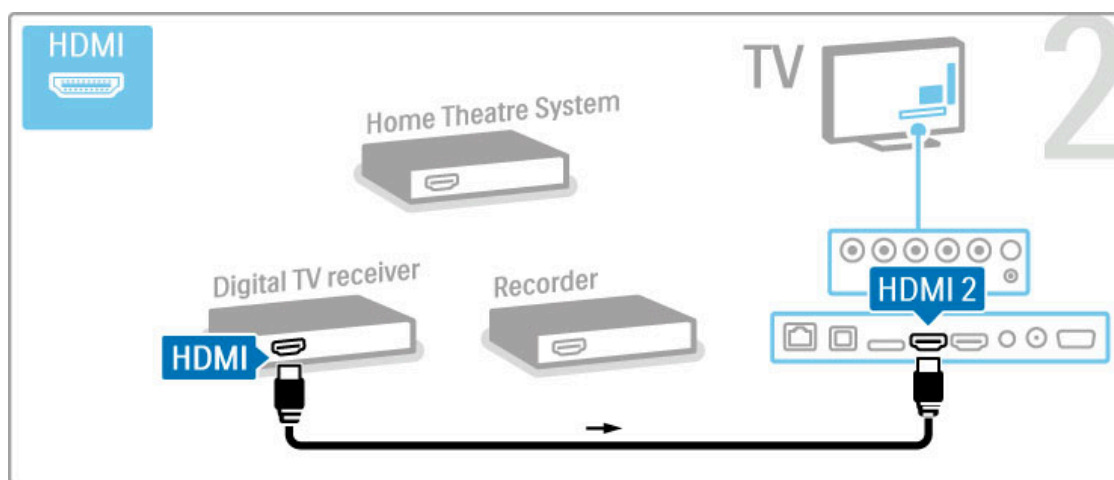 HDMI
TV
2
Home Theatre System
Digital TV receiver
Recorder
HDMI 2
HDMI